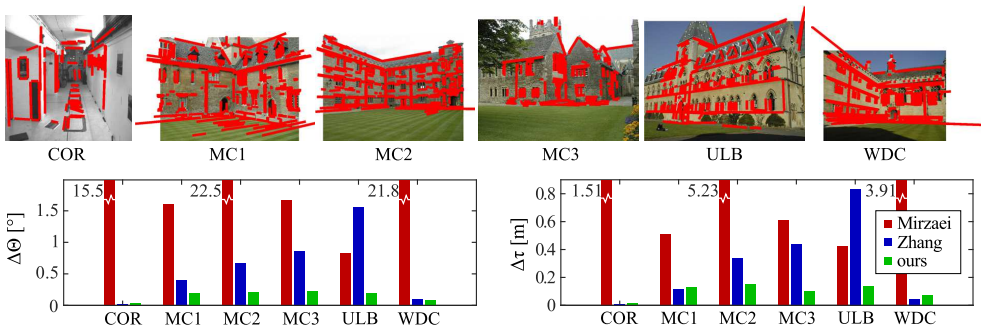 COR MC1 MC2 MC3 ULB WDC
15.5 22.5 21.8
1.5
1
0.5
0
ΔΘ [°]
COR MC1 MC2 MC3 ULB WDC
1.51 5.23 3.91
0.8
0.6
0.4
0.2
0
Δτ [m]
Mirzaei
Zhang
ours
COR MC1 MC2 MC3 ULB WDC